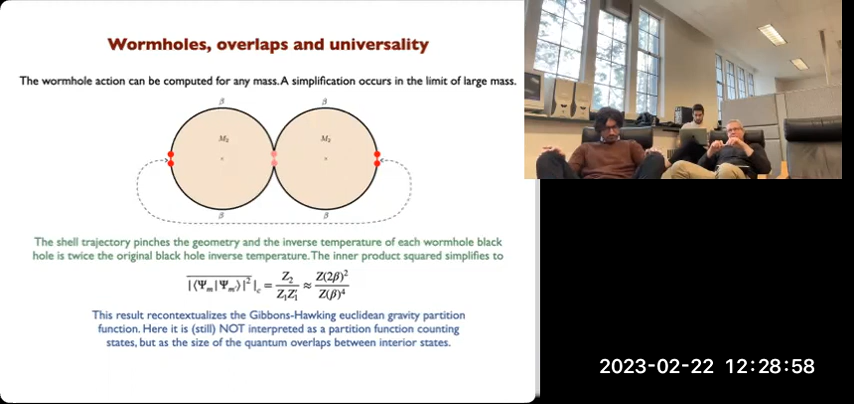 Wormholes, overlaps and universality
The wormhole action can be computed for any mass. A simplification occurs in the limit of large mass.
β β
M₂ M₂
β β
The shell trajectory pinches the geometry and the inverse temperature of each wormhole black
hole is twice the original black hole inverse temperature. The inner product squared simplifies to
|⟨Ψₘ|Ψₘ′⟩|²|c = Z₂/Z₁Z₁′ ≈ Z(2β)²/Z(β)⁴
This result recontextualizes the Gibbons-Hawking euclidean gravity partition
function. Here it is (still) NOT interpreted as a partition function counting
states, but as the size of the quantum overlaps between interior states.
2023-02-22 12:28:58